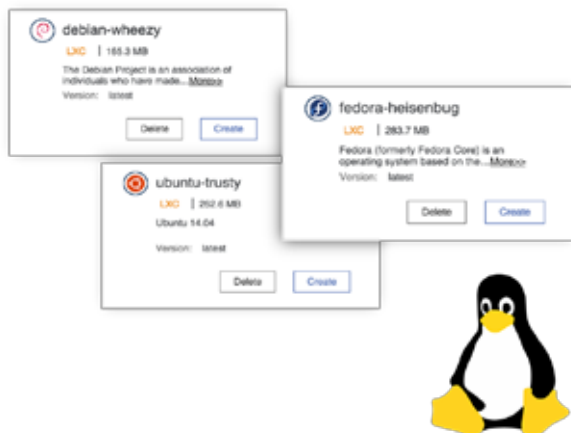 debian-wheezy
LXC | 165.3 MB
The Debian Project is an association of
individuals who have made...More>>
Version: latest
Delete Create
fedora-heisenbug
LXC | 283.7 MB
Fedora (formerly Fedora Core) is an
operating system based on the...More>>
Version: latest
Delete Create
ubuntu-trusty
LXC | 252.6 MB
Ubuntu 14.04
Version: latest
Delete Create